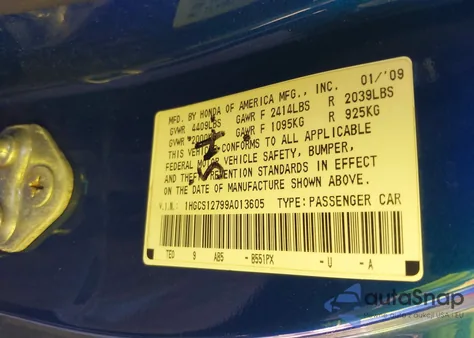 MFD. BY HONDA OF AMERICA MFG., INC. 01/'09
GVWR 4409LBS GAWR F 2414LBS R 2039LBS
GVWR 2000KG GAWR F 1095KG R 925KG
THIS VEHICLE CONFORMS TO ALL APPLICABLE
FEDERAL MOTOR VEHICLE SAFETY, BUMPER,
AND THEFT PREVENTION STANDARDS IN EFFECT
ON THE DATE OF MANUFACTURE SHOWN ABOVE.
V.I.N.: 1HGCS12799A013605 TYPE: PASSENGER CAR
TE0 9 AB5 - B551PX - U - A
autoSnap